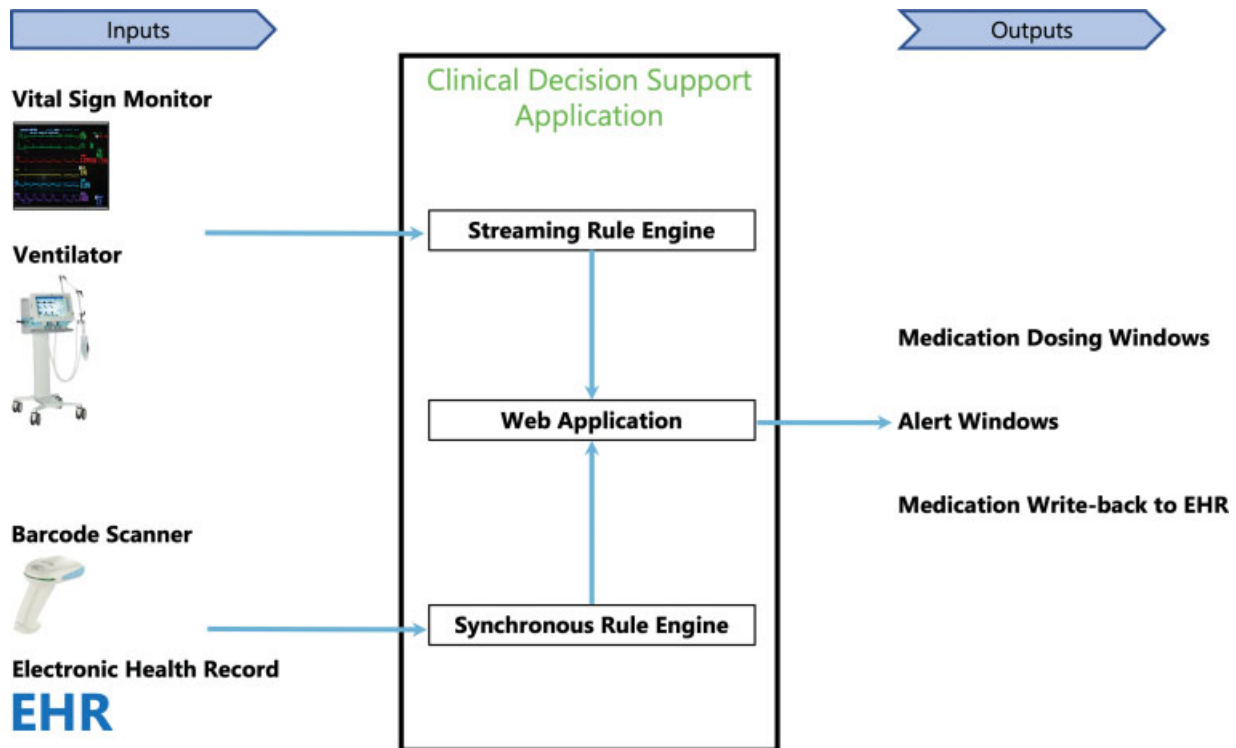 Inputs
Outputs
Clinical Decision Support
Application
Vital Sign Monitor
Streaming Rule Engine
Ventilator
Medication Dosing Windows
Web Application
Alert Windows
Medication Write-back to EHR
Barcode Scanner
Synchronous Rule Engine
Electronic Health Record
EHR